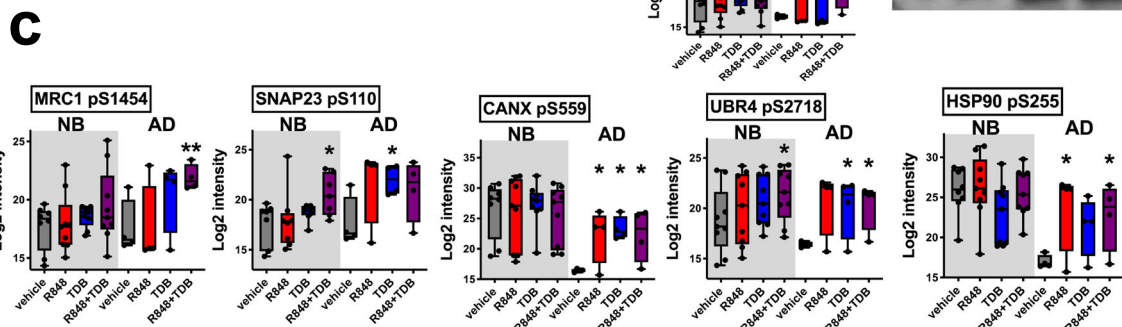 C
Log
15
vehicle R848 TDB R848+TDB vehicle R848 TDB R848+TDB
MRC1 pS1454
NB AD
**
25
20
15
Log2 intensity
vehicle R848 TDB R848+TDB vehicle R848 TDB R848+TDB
SNAP23 pS110
NB AD
* *
25
20
15
Log2 intensity
vehicle R848 TDB R848+TDB vehicle R848 TDB R848+TDB
CANX pS559
NB AD
* * *
35
30
25
20
15
Log2 intensity
vehicle R848 TDB R848+TDB vehicle R848 TDB R848+TDB
UBR4 pS2718
NB AD
* * *
25
20
15
Log2 intensity
vehicle R848 TDB R848+TDB vehicle R848 TDB R848+TDB
HSP90 pS255
NB AD
* *
30
25
20
15
Log2 intensity
vehicle R848 TDB R848+TDB vehicle R848 TDB R848+TDB